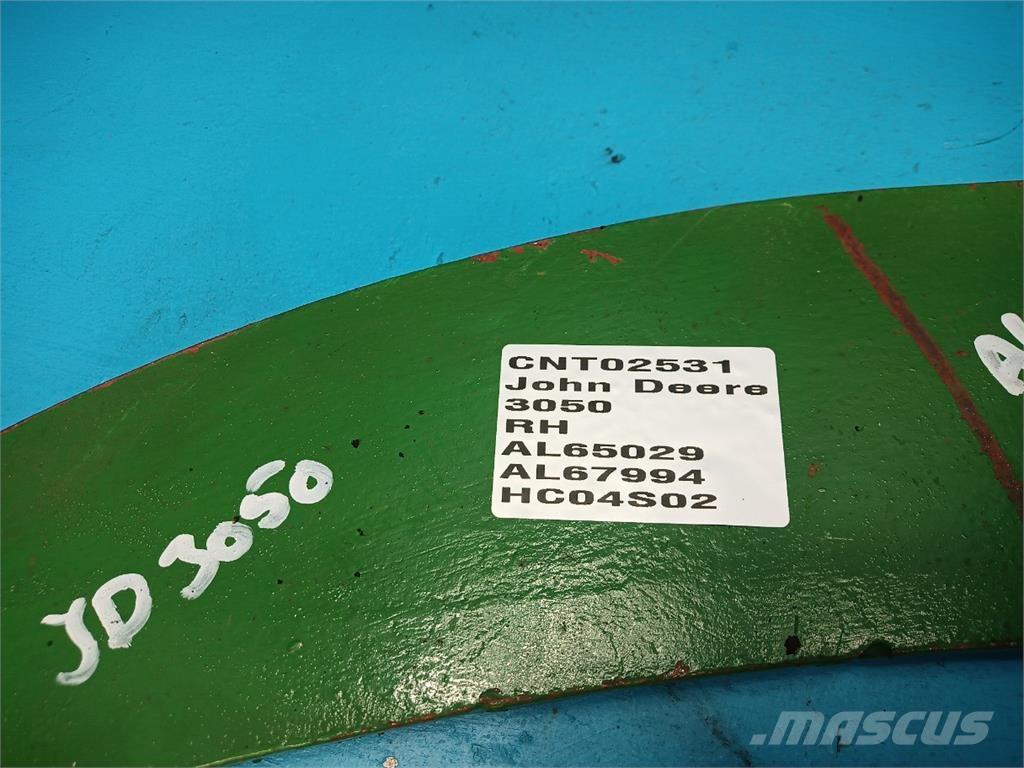 CNT02531
John Deere
3050
RH
AL65029
AL67994
HC04S02
JD 3050
MASCUS